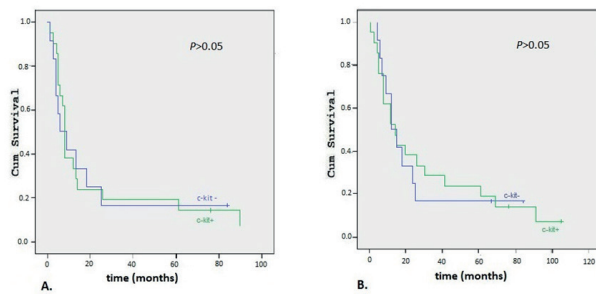 P>0.05
1.0
0.8
0.6
0.4
0.2
0.0
Cum Survival
c-kit -
c-kit+
0
20
40
60
80
100
time (months)
A.
P>0.05
1.0
0.8
0.6
0.4
0.2
0.0
Cum Survival
c-kit-
c-kit+
0
20
40
60
80
100
120
time (months)
B.